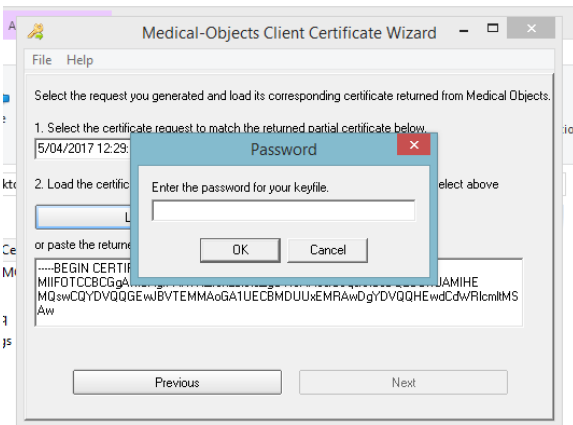 Medical-Objects Client Certificate Wizard
File Help
Select the request you generated and load its corresponding certificate returned from Medical Objects.
1. Select the certificate request to match the returned partial certificate below.
5/04/2017 12:29:
Password
2. Load the certific
elect above
Enter the password for your keyfile.
L
OK Cancel
or paste the returne
-----BEGIN CERTIF
MQswCQYDVQQGEwJBVTEMMAoGA1UECBMDUUxEMRAwDgYDVQQHEwdCdWRlcmltMS
Aw
Previous Next